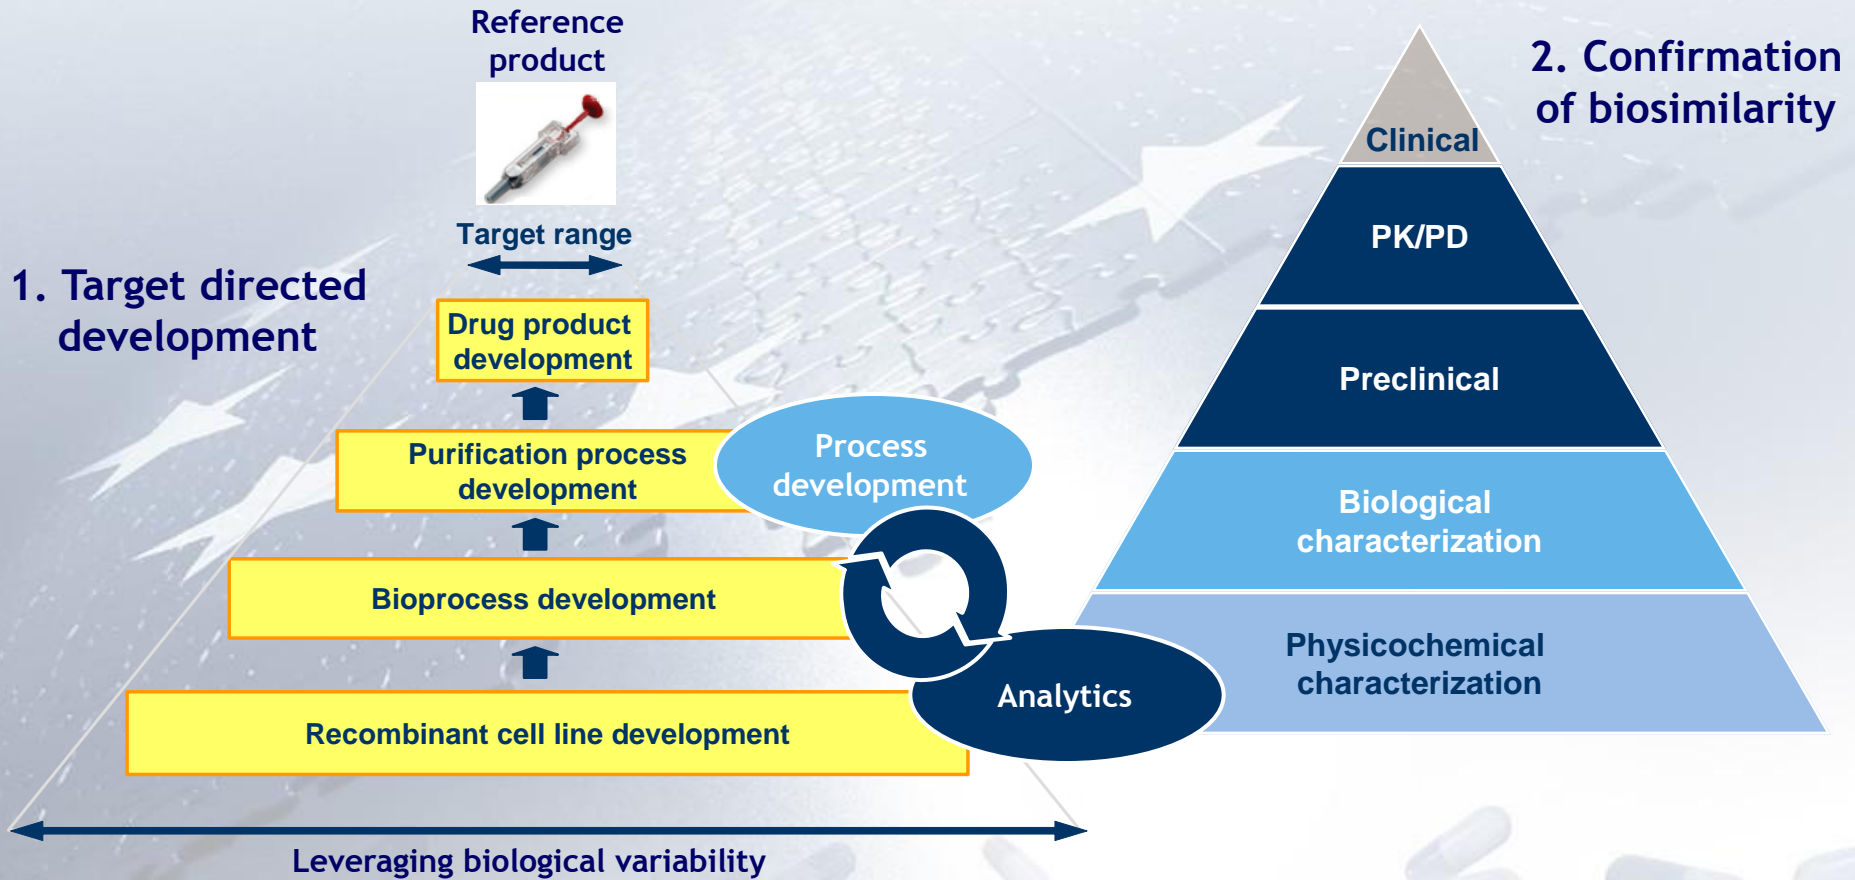 Reference
product
Target range
1. Target directed
development
Drug product
development
Purification process
development
Bioprocess development
Recombinant cell line development
Leveraging biological variability
Process
development
Analytics
2. Confirmation
of biosimilarity
Clinical
PK/PD
Preclinical
Biological
characterization
Physicochemical
characterization